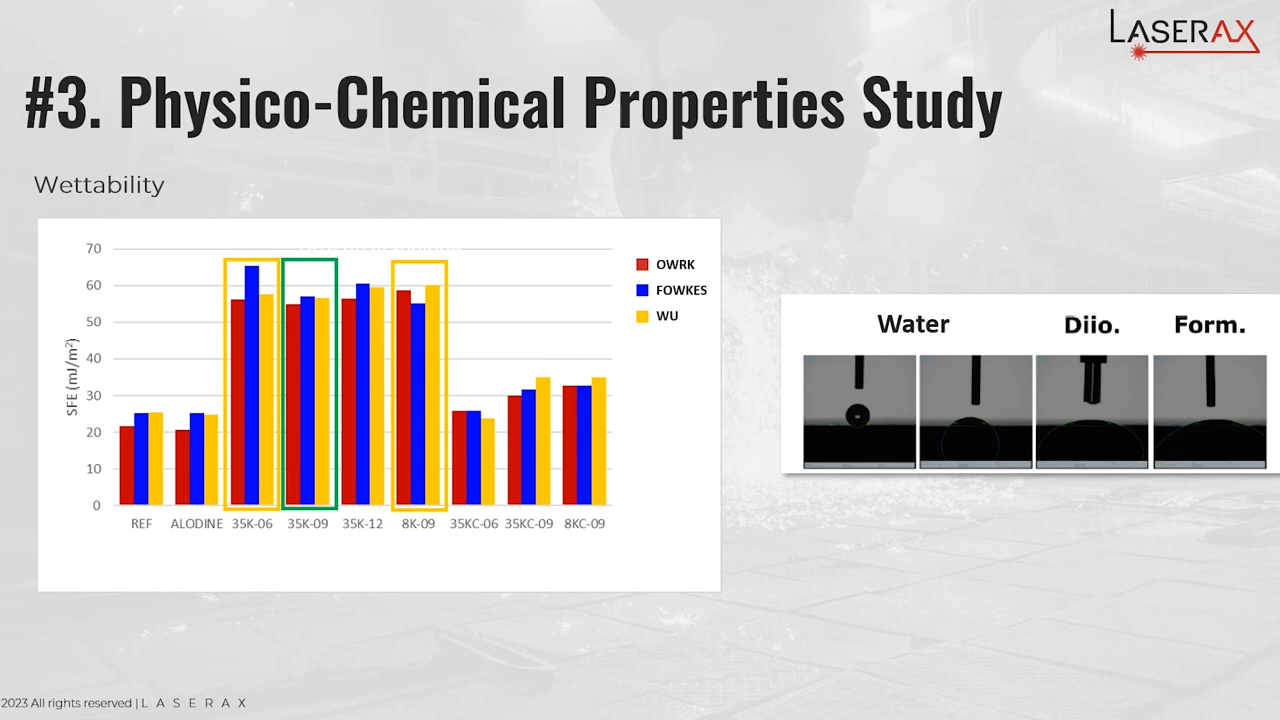 LASERAX
#3. Physico-Chemical Properties Study
Wettability
70
60
50
40
30
20
10
0
SFE (mJ/m²)
REF ALODINE 35K-06 35K-09 35K-12 8K-09 35KC-06 35KC-09 8KC-09
OWRK
FOWKES
WU
Water Diio. Form.
2023 All rights reserved | LASERAX